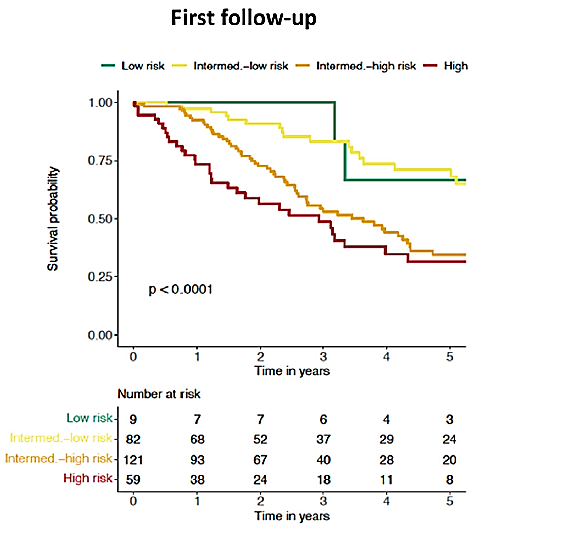 First follow-up
Low risk Intermed.-low risk Intermed.-high risk High
1.00
0.75
0.50
0.25
0.00
Survival probability
p < 0.0001
0 1 2 3 4 5
Time in years
Number at risk
Low risk 9 7 7 6 4 3
Intermed.-low risk 82 68 52 37 29 24
Intermed.-high risk 121 93 67 40 28 20
High risk 59 38 24 18 11 8
0 1 2 3 4 5
Time in years